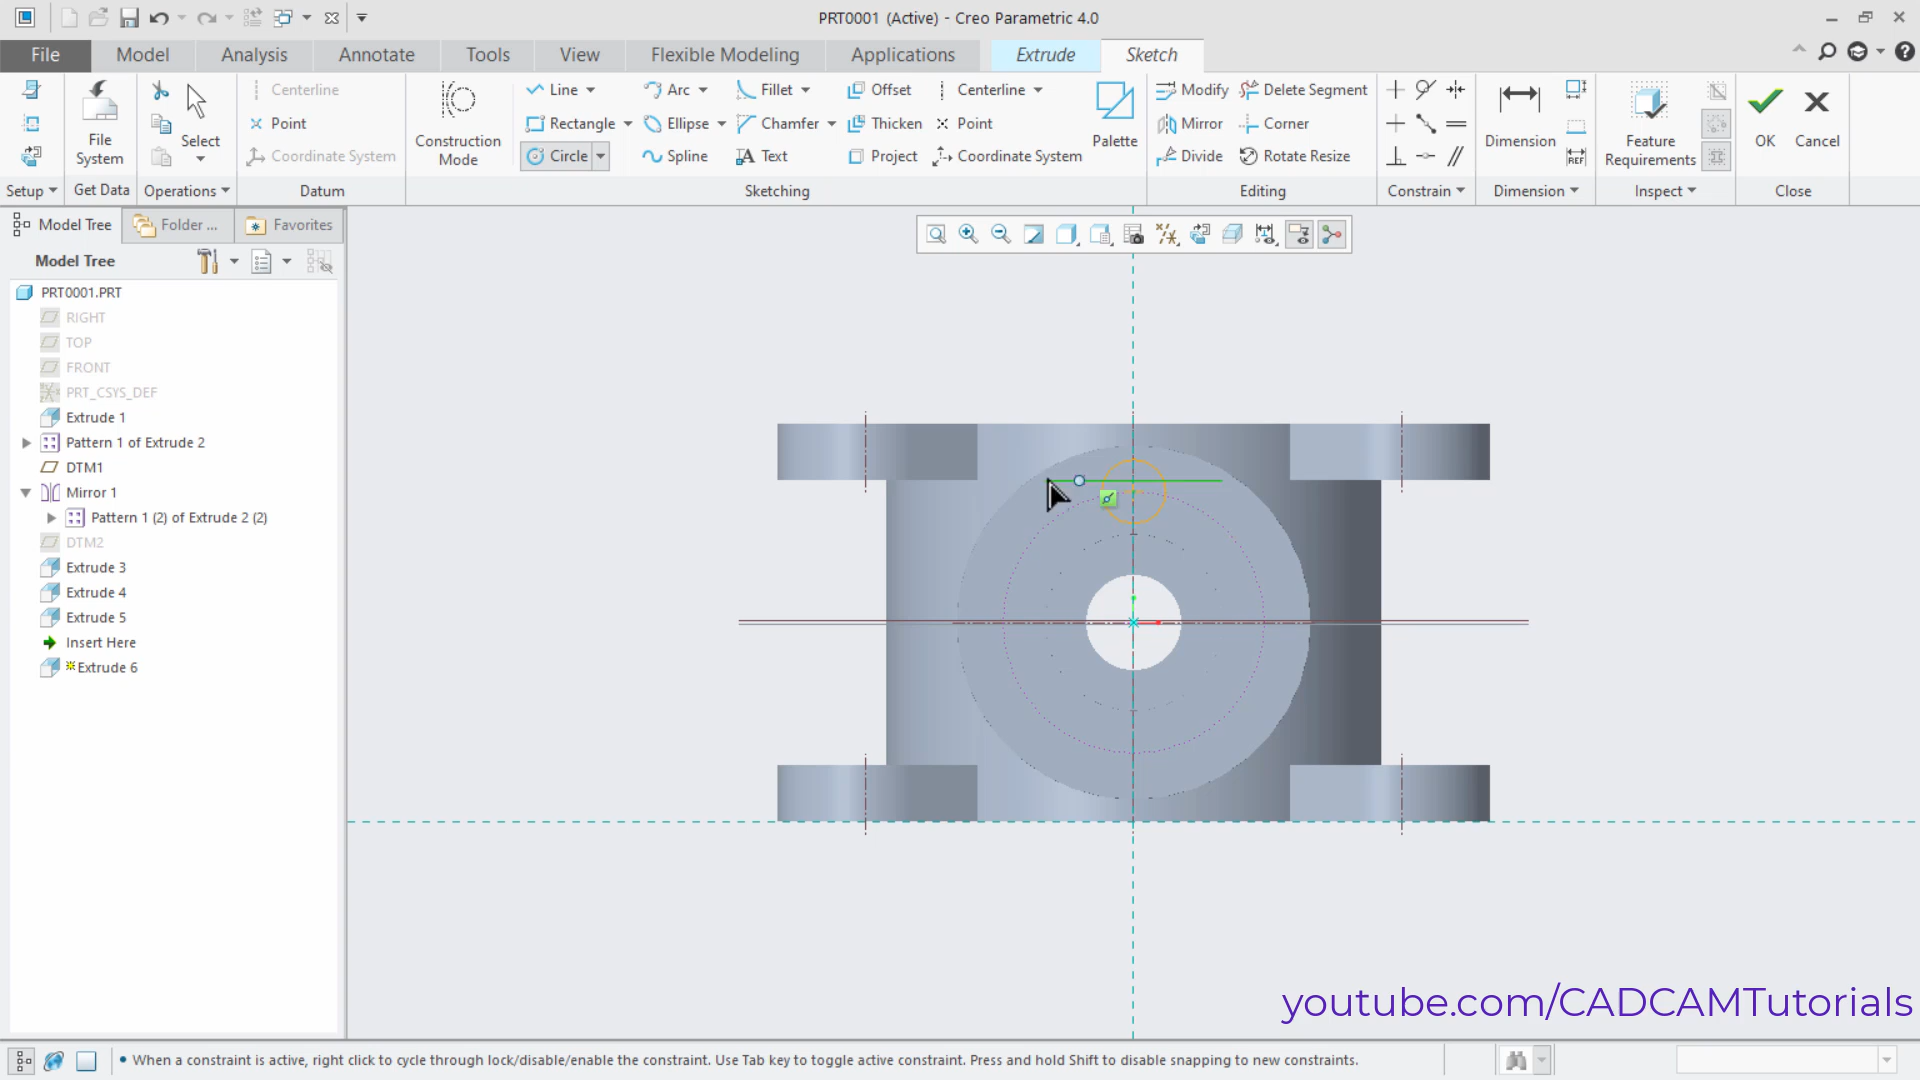 PRT0001 (Active) - Creo Parametric 4.0
File Model Analysis Annotate Tools View Flexible Modeling Applications Extrude Sketch
Centerline Line Arc Fillet Offset Centerline Modify Delete Segment
Point Rectangle Ellipse Chamfer Thicken Point Mirror Corner
Coordinate System Circle Spline Text Project Coordinate System Divide Rotate Resize
File System Select Construction Mode Palette Dimension REF Feature Requirements OK Cancel
Setup Get Data Operations Datum Sketching Editing Constrain Dimension Inspect Close
Model Tree Folder ... Favorites
Model Tree
PRT0001.PRT
RIGHT
TOP
FRONT
PRT_CSYS_DEF
Extrude 1
Pattern 1 of Extrude 2
DTM1
Mirror 1
Pattern 1 (2) of Extrude 2 (2)
DTM2
Extrude 3
Extrude 4
Extrude 5
Insert Here
Extrude 6
youtube.com/CADCAMTutorials
• When a constraint is active, right click to cycle through lock/disable/enable the constraint. Use Tab key to toggle active constraint. Press and hold Shift to disable snapping to new constraints.